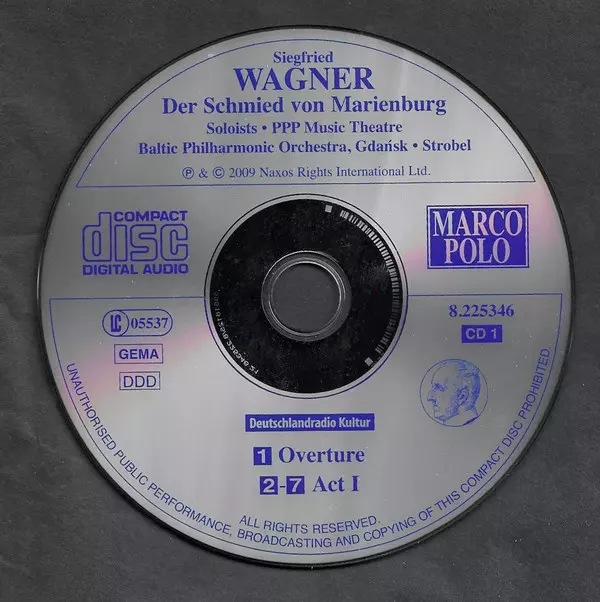 Siegfried
WAGNER
Der Schmied von Marienburg
Soloists • PPP Music Theatre
Baltic Philharmonic Orchestra, Gdańsk • Strobel
℗ & © 2009 Naxos Rights International Ltd.
COMPACT
disc
DIGITAL AUDIO
MARCO
POLO
LC 05537
GEMA
DDD
8.225346
CD 1
Deutschlandradio Kultur
1 Overture
2-7 Act I
ALL RIGHTS RESERVED.
UNAUTHORISED PUBLIC PERFORMANCE, BROADCASTING AND COPYING OF THIS COMPACT DISC PROHIBITED.